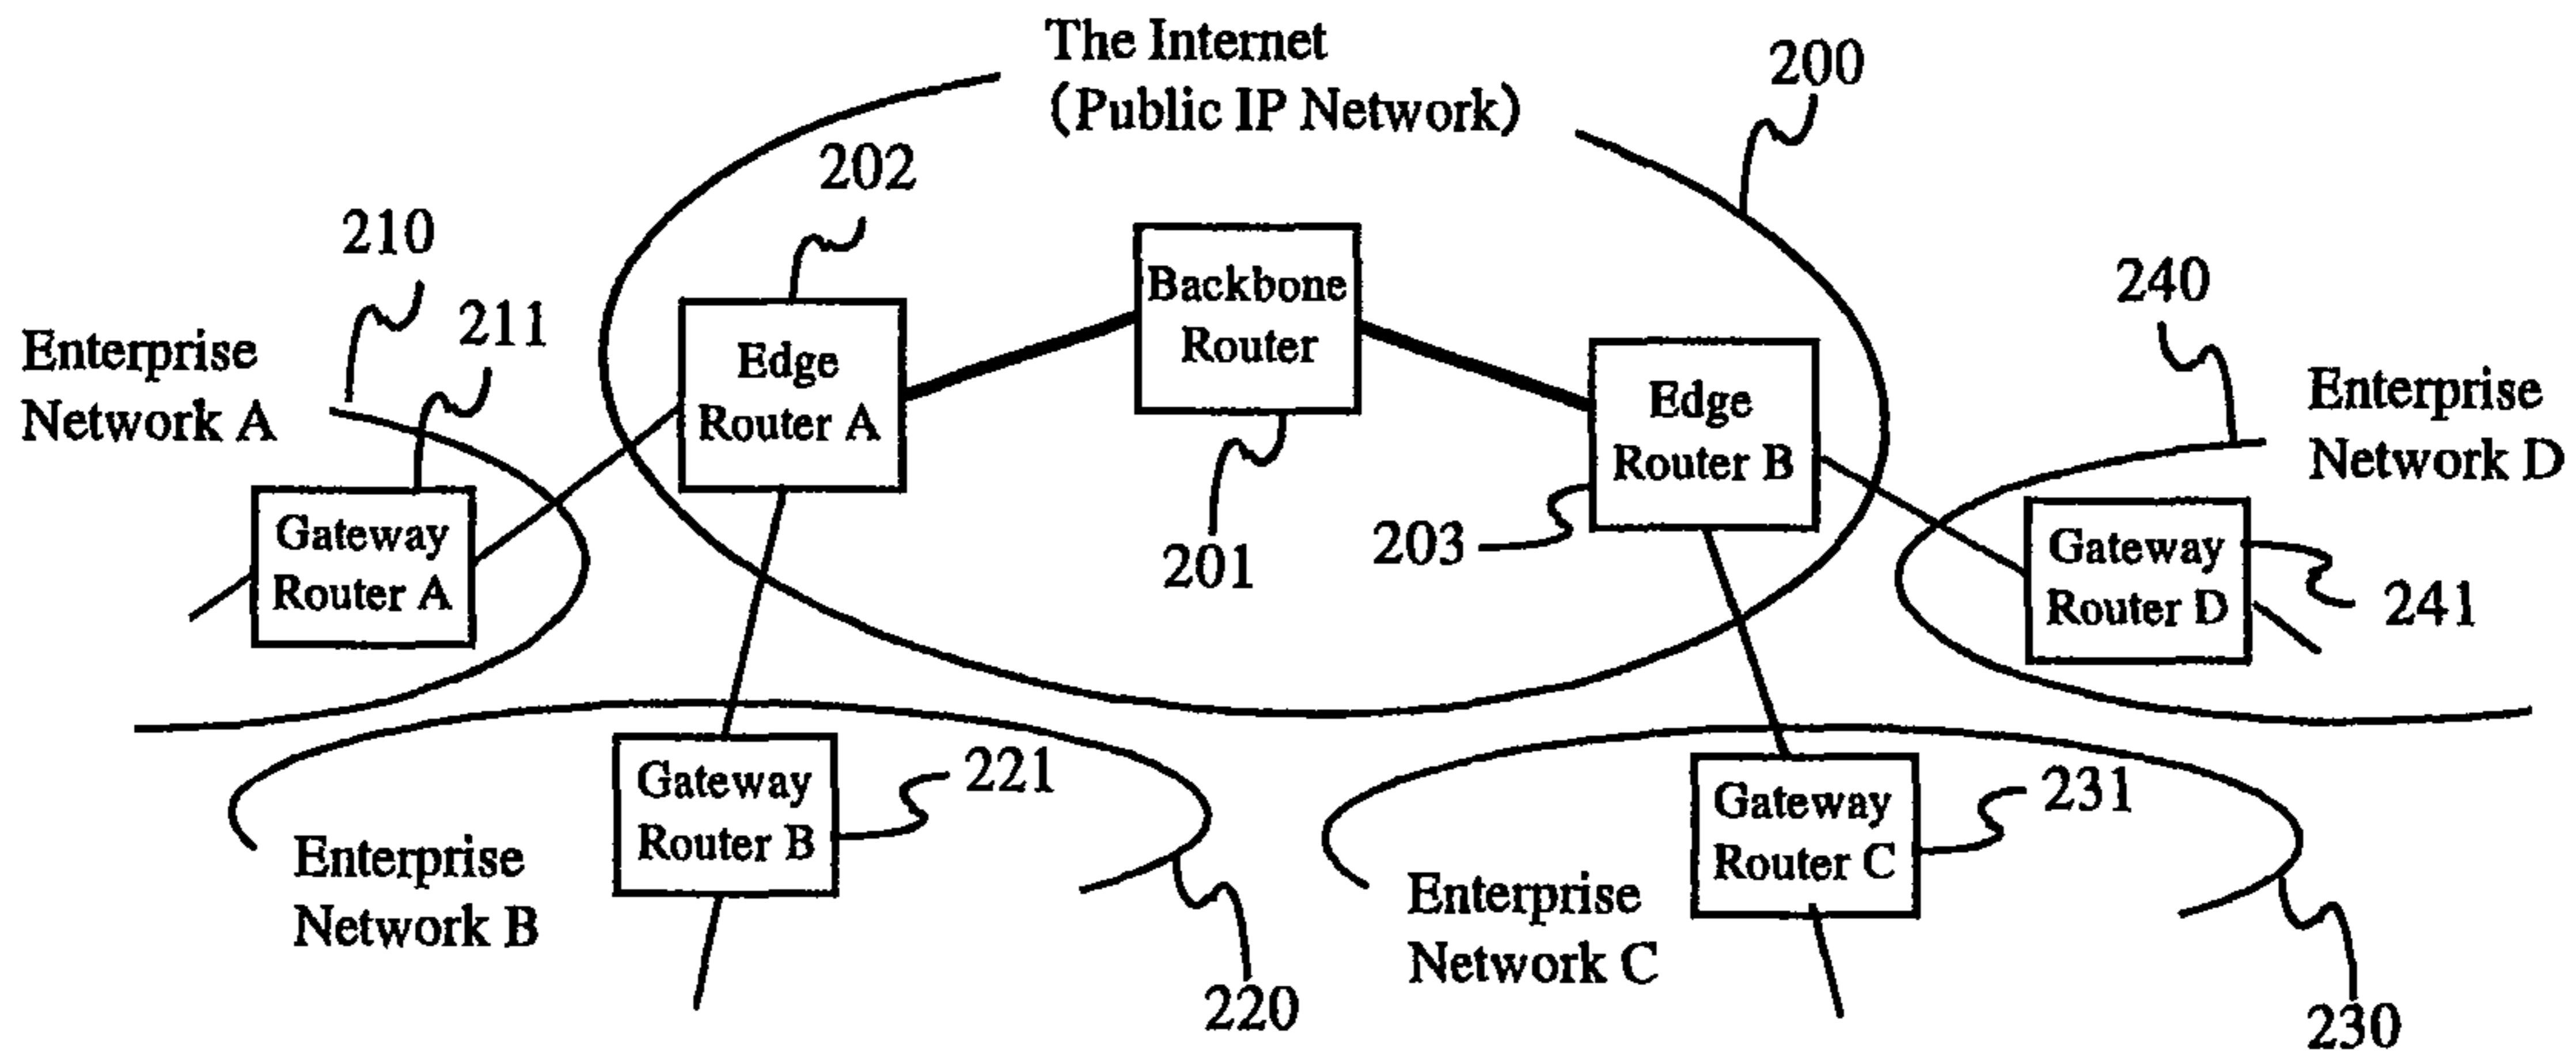 The Internet
(Public IP Network)
200
202
210
211
Enterprise
Network A
Edge
Router A
Backbone
Router
201
Edge
Router B
203
240
Enterprise
Network D
Gateway
Router A
Gateway
Router D
241
Gateway
Router B
221
Enterprise
Network B
220
Gateway
Router C
231
Enterprise
Network C
230